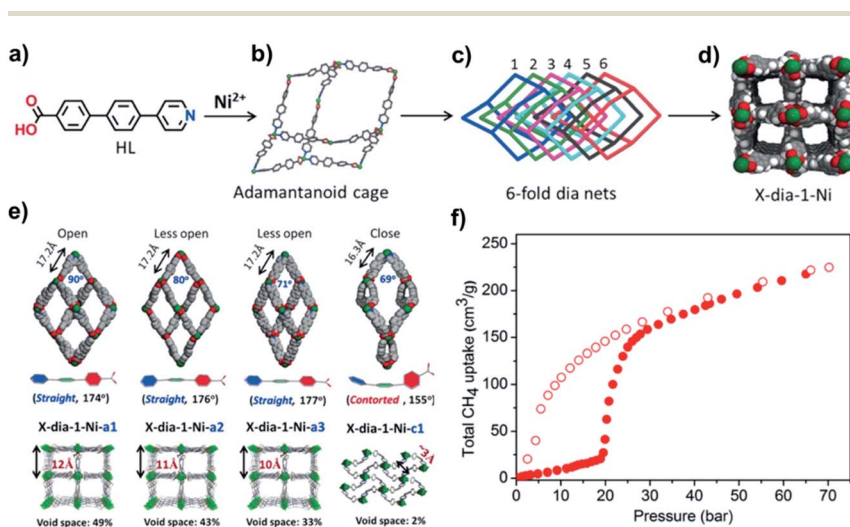 a)
b)
c)
d)
O
HO
N
HL
Ni2+
1 2 3 4 5 6
Adamantanoid cage
6-fold dia nets
X-dia-1-Ni
e)
Open
Less open
Less open
Close
17.2Å
17.2Å
17.2Å
16.3Å
90°
80°
71°
69°
(Straight, 174°)
(Straight, 176°)
(Straight, 177°)
(Contorted , 155°)
X-dia-1-Ni-a1
X-dia-1-Ni-a2
X-dia-1-Ni-a3
X-dia-1-Ni-c1
12Å
11Å
10Å
~3Å
Void space: 49%
Void space: 43%
Void space: 33%
Void space: 2%
f)
Total CH4 uptake (cm3/g)
250
200
150
100
50
0
0 10 20 30 40 50 60 70
Pressure (bar)